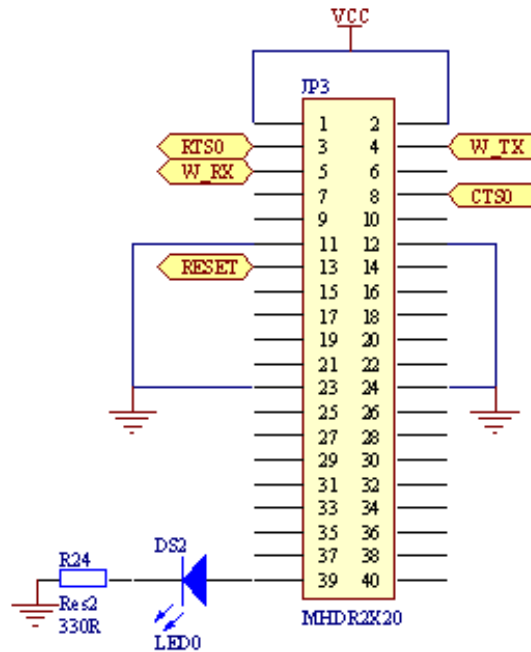 VCC
JP3
1 2
RTS0 3 4 W_TX
W_RX 5 6
7 8 CTS0
9 10
11 12
RESET 13 14
15 16
17 18
19 20
21 22
23 24
25 26
27 28
29 30
31 32
33 34
35 36
37 38
39 40
R24
DS2
Res2
330R
LED0
MHDR2X20